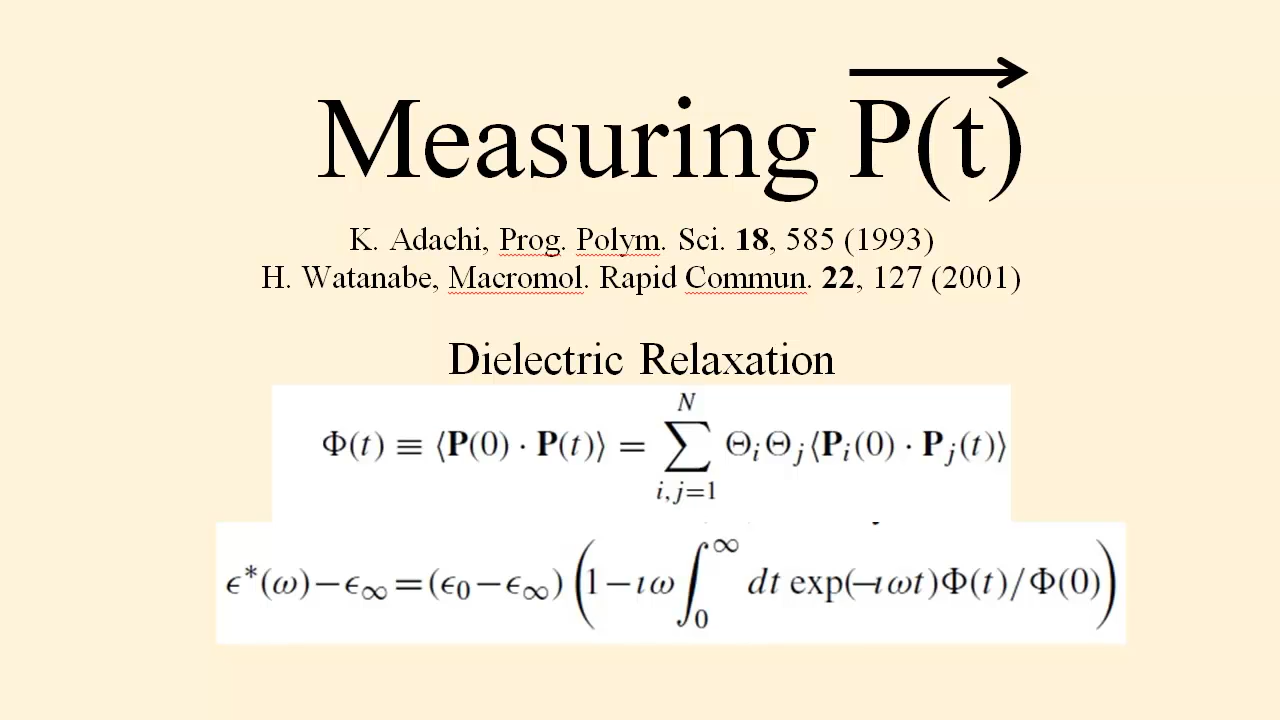 Measuring P(t)
K. Adachi, Prog. Polym. Sci. 18, 585 (1993)
H. Watanabe, Macromol. Rapid Commun. 22, 127 (2001)
Dielectric Relaxation
Φ(t) ≡ ⟨P(0) · P(t)⟩ = ∑_{i,j=1}^{N} Θ_i Θ_j ⟨P_i(0) · P_j(t)⟩
ϵ*(ω)−ϵ_∞=(ϵ_0−ϵ_∞)(1−ıω∫_0^∞ dt exp(−ıωt)Φ(t)/Φ(0))